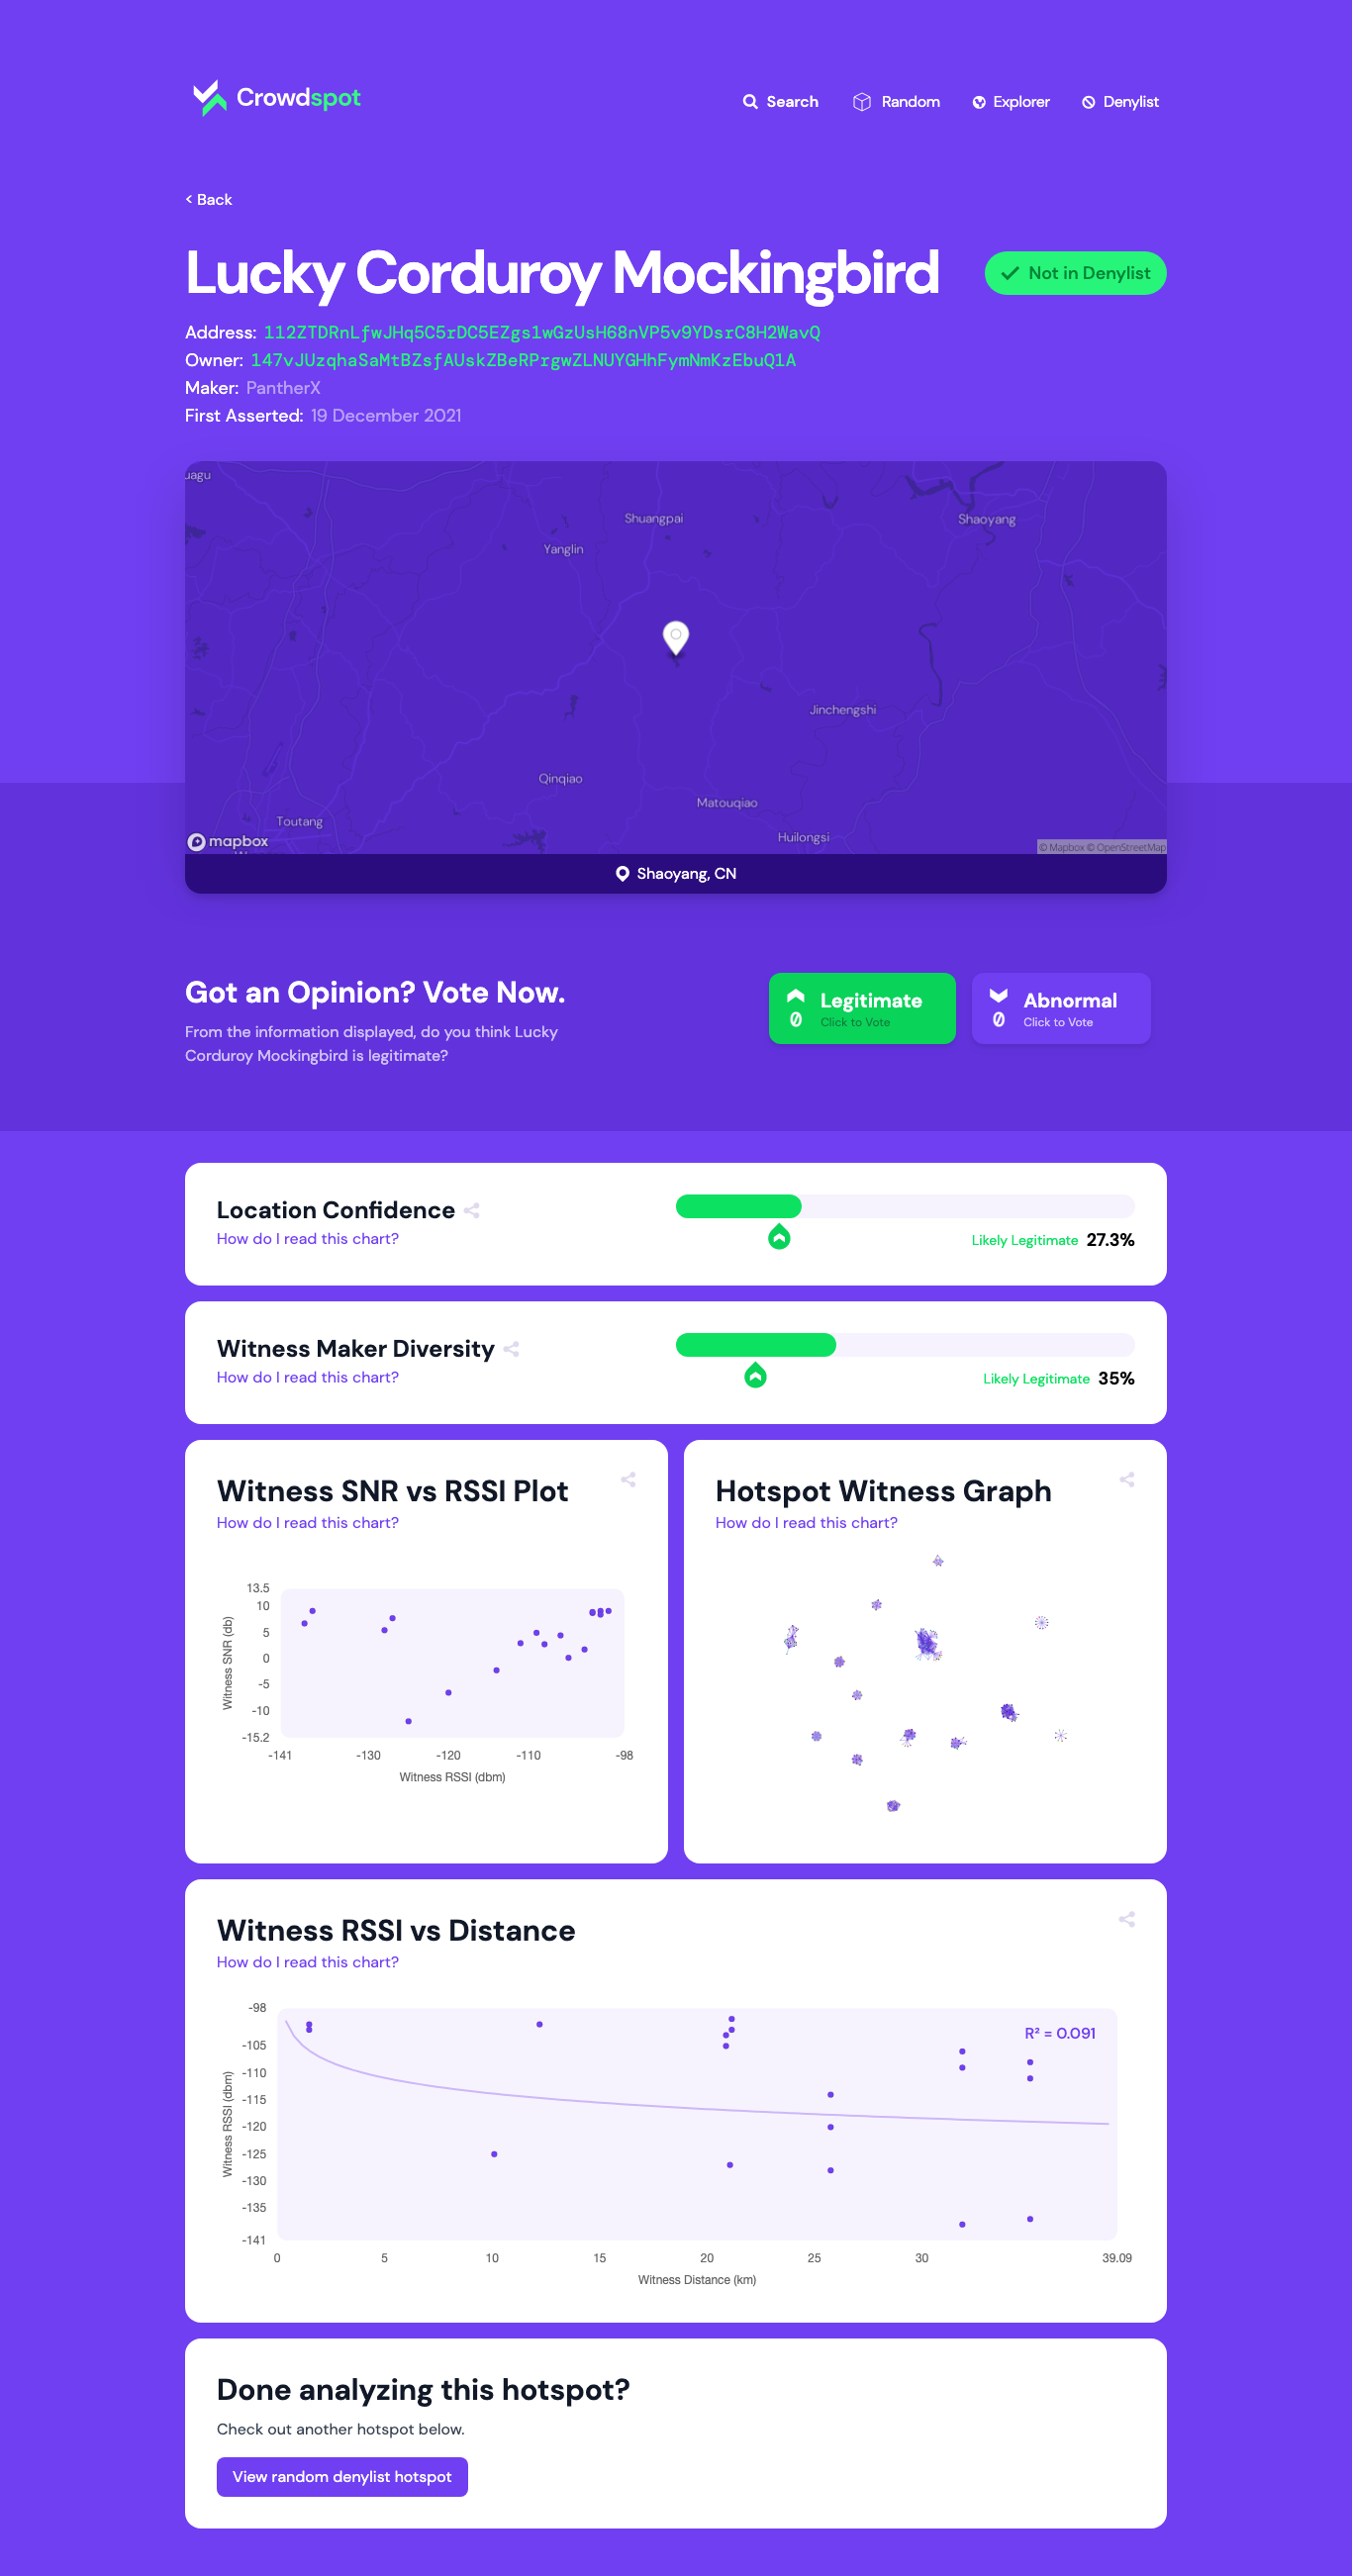 Crowdspot
Search Random Explorer Denylist
< Back
Lucky Corduroy Mockingbird
Not in Denylist
Address: 112ZTDRnLfwJHq5C5rDC5EZgs1wGzUsH68nVP5v9YDsrC8H2WavQ
Owner: 147vJUzqhaSaMtBZsfAUskZBeRPrgwZLNUYGHhFymNmKzEbuQ1A
Maker: PantherX
First Asserted: 19 December 2021
uagu
Shuangpai
Shaoyang
Yanglin
Jinchengshi
Qinqiao
Matouqiao
Toutang
Huilongsi
mapbox
© Mapbox © OpenStreetMap
Shaoyang, CN
Got an Opinion? Vote Now.
From the information displayed, do you think Lucky
Corduroy Mockingbird is legitimate?
0 Legitimate
Click to Vote
0 Abnormal
Click to Vote
Location Confidence
How do I read this chart?
Likely Legitimate 27.3%
Witness Maker Diversity
How do I read this chart?
Likely Legitimate 35%
Witness SNR vs RSSI Plot
How do I read this chart?
13.5
10
5
0
-5
-10
-15.2
Witness SNR (db)
-141 -130 -120 -110 -98
Witness RSSI (dbm)
Hotspot Witness Graph
How do I read this chart?
Witness RSSI vs Distance
How do I read this chart?
R² = 0.091
-98
-105
-110
-115
-120
-125
-130
-135
-141
Witness RSSI (dbm)
0 5 10 15 20 25 30 39.09
Witness Distance (km)
Done analyzing this hotspot?
Check out another hotspot below.
View random denylist hotspot